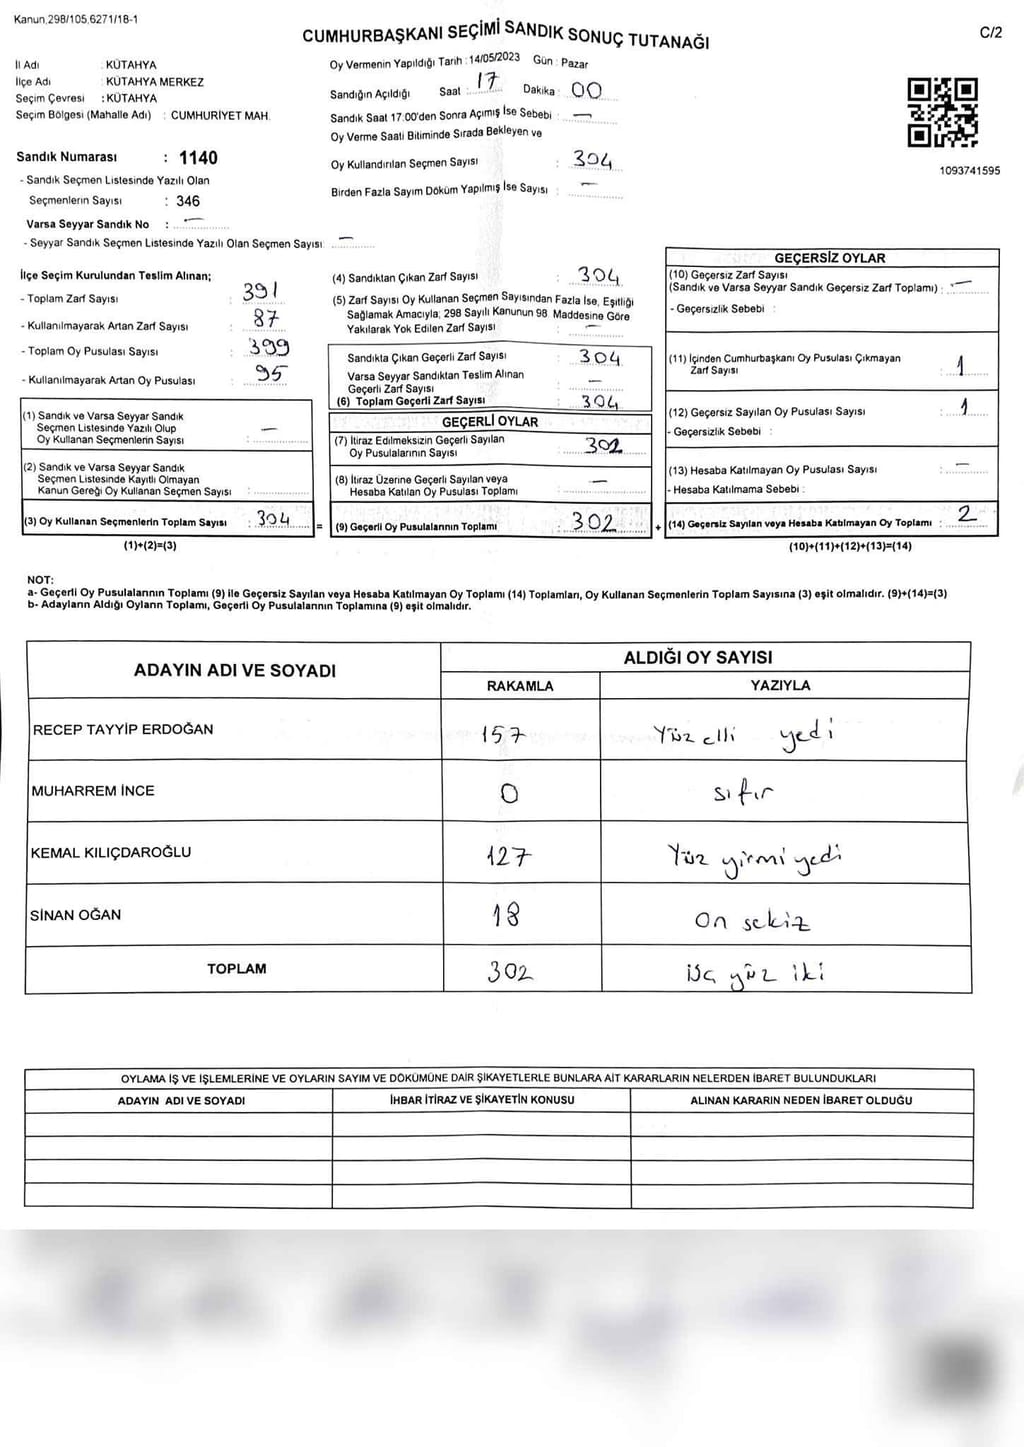 Kanun.298/105,6271/18-1
CUMHURBAŞKANI SEÇİMİ SANDIK SONUÇ TUTANAĞI
C/2
İl Adı : KÜTAHYA
İlçe Adı : KÜTAHYA MERKEZ
Seçim Çevresi : KÜTAHYA
Seçim Bölgesi (Mahalle Adı) : CUMHURİYET MAH.
Sandık Numarası : 1140
- Sandık Seçmen Listesinde Yazılı Olan
Seçmenlerin Sayısı : 346
Varsa Seyyar Sandık No : —
- Seyyar Sandık Seçmen Listesinde Yazılı Olan Seçmen Sayısı: —
Oy Vermenin Yapıldığı Tarih : 14/05/2023 Gün : Pazar
Sandığın Açıldığı Saat : 17 Dakika : 00
Sandık Saat 17:00'den Sonra Açımış İse Sebebi : —
Oy Verme Saati Bitiminde Sırada Bekleyen ve
Oy Kullandırılan Seçmen Sayısı : 304
Birden Fazla Sayım Döküm Yapılmış İse Sayısı : —
1093741595
İlçe Seçim Kurulundan Teslim Alınan;
- Toplam Zarf Sayısı : 391
- Kullanılmayarak Artan Zarf Sayısı : 87
- Toplam Oy Pusulası Sayısı : 399
- Kullanılmayarak Artan Oy Pusulası : 95
(1) Sandık ve Varsa Seyyar Sandık
Seçmen Listesinde Yazılı Olup
Oy Kullanan Seçmenlerin Sayısı : —
(2) Sandık ve Varsa Seyyar Sandık
Seçmen Listesinde Kayıtlı Olmayan
Kanun Gereği Oy Kullanan Seçmen Sayısı :
(3) Oy Kullanan Seçmenlerin Toplam Sayısı : 304 =
(1)+(2)=(3)
(4) Sandıktan Çıkan Zarf Sayısı : 304
(5) Zarf Sayısı Oy Kullanan Seçmen Sayısından Fazla İse, Eşitliği
Sağlamak Amacıyla; 298 Sayılı Kanunun 98. Maddesine Göre
Yakılarak Yok Edilen Zarf Sayısı : —
Sandıkta Çıkan Geçerli Zarf Sayısı : 304
Varsa Seyyar Sandıktan Teslim Alınan
Geçerli Zarf Sayısı : —
(6) Toplam Geçerli Zarf Sayısı : 304
GEÇERLİ OYLAR
(7) İtiraz Edilmeksizin Geçerli Sayılan
Oy Pusulalarının Sayısı : 302
(8) İtiraz Üzerine Geçerli Sayılan veya
Hesaba Katılan Oy Pusulası Toplamı : —
(9) Geçerli Oy Pusulalarının Toplamı : 302 +
GEÇERSİZ OYLAR
(10) Geçersiz Zarf Sayısı
(Sandık ve Varsa Seyyar Sandık Geçersiz Zarf Toplamı) : —
- Geçersizlik Sebebi :
(11) İçinden Cumhurbaşkanı Oy Pusulası Çıkmayan
Zarf Sayısı : 1
(12) Geçersiz Sayılan Oy Pusulası Sayısı : 1
- Geçersizlik Sebebi :
(13) Hesaba Katılmayan Oy Pusulası Sayısı : —
- Hesaba Katılmama Sebebi :
(14) Geçersiz Sayılan veya Hesaba Katılmayan Oy Toplamı : 2
(10)+(11)+(12)+(13)=(14)
NOT:
a- Geçerli Oy Pusulalarının Toplamı (9) ile Geçersiz Sayılan veya Hesaba Katılmayan Oy Toplamı (14) Toplamları, Oy Kullanan Seçmenlerin Toplam Sayısına (3) eşit olmalıdır. (9)+(14)=(3)
b- Adayların Aldığı Oyların Toplamı, Geçerli Oy Pusulalarının Toplamına (9) eşit olmalıdır.
ADAYIN ADI VE SOYADI
ALDIĞI OY SAYISI
RAKAMLA YAZIYLA
RECEP TAYYİP ERDOĞAN 157 Yüz elli yedi
MUHARREM İNCE 0 sıfır
KEMAL KILIÇDAROĞLU 127 Yüz yirmi yedi
SİNAN OĞAN 18 On sekiz
TOPLAM 302 üç yüz iki
OYLAMA İŞ VE İŞLEMLERİNE VE OYLARIN SAYIM VE DÖKÜMÜNE DAİR ŞİKAYETLERLE BUNLARA AİT KARARLARIN NELERDEN İBARET BULUNDUKLARI
ADAYIN ADI VE SOYADI İHBAR İTİRAZ VE ŞİKAYETİN KONUSU ALINAN KARARIN NEDEN İBARET OLDUĞU